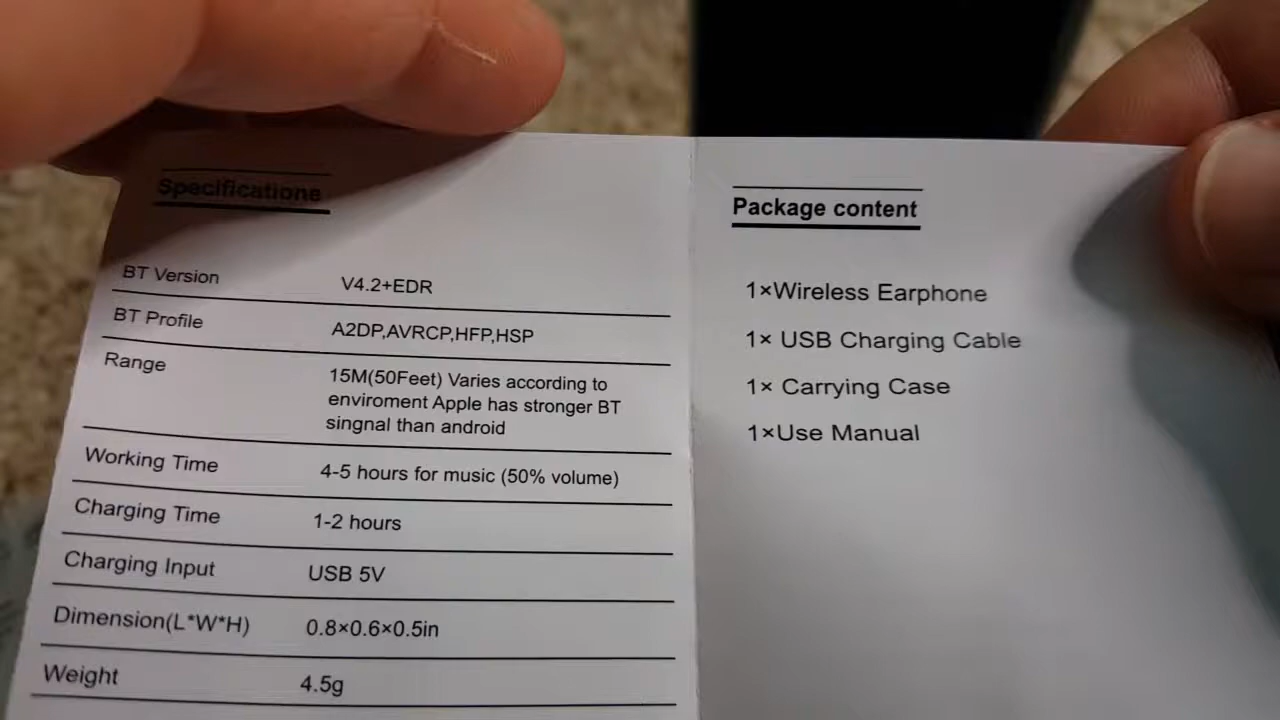 Specifications
BT Version V4.2+EDR
BT Profile A2DP,AVRCP,HFP,HSP
Range 15M(50Feet) Varies according to
enviroment Apple has stronger BT
singnal than android
Working Time 4-5 hours for music (50% volume)
Charging Time 1-2 hours
Charging Input USB 5V
Dimension(L*W*H) 0.8×0.6×0.5in
Weight 4.5g
Package content
1×Wireless Earphone
1× USB Charging Cable
1× Carrying Case
1×Use Manual